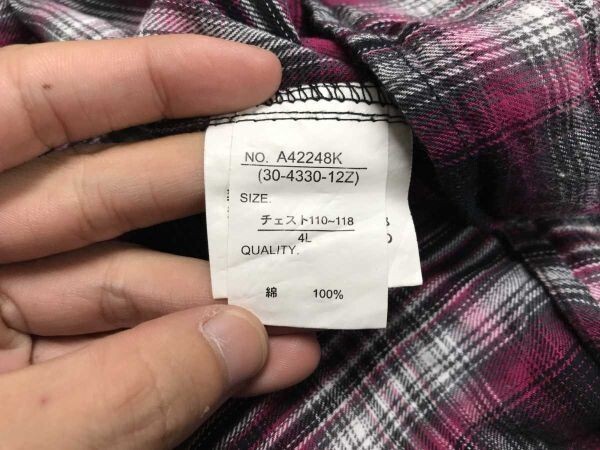 NO. A42248K
(30-4330-12Z)
SIZE.
チェスト110~118
4L
QUALITY.
綿 100%